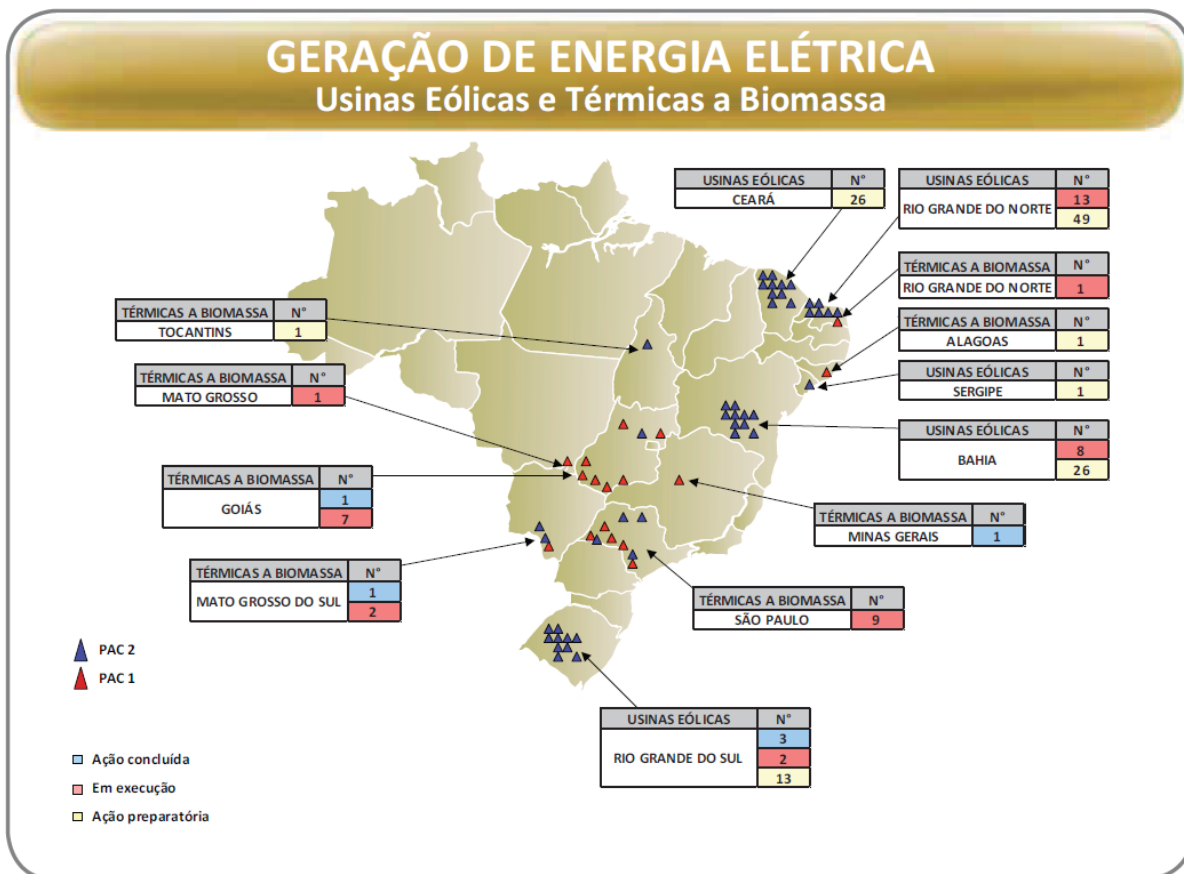 GERAÇÃO DE ENERGIA ELÉTRICA
Usinas Eólicas e Térmicas a Biomassa
USINAS EÓLICAS N°
CEARÁ 26
USINAS EÓLICAS N°
RIO GRANDE DO NORTE 13
49
TÉRMICAS A BIOMASSA N°
RIO GRANDE DO NORTE 1
TÉRMICAS A BIOMASSA N°
ALAGOAS 1
USINAS EÓLICAS N°
SERGIPE 1
USINAS EÓLICAS N°
BAHIA 8
26
TÉRMICAS A BIOMASSA N°
MINAS GERAIS 1
TÉRMICAS A BIOMASSA N°
SÃO PAULO 9
USINAS EÓLICAS N°
RIO GRANDE DO SUL 3
2
13
TÉRMICAS A BIOMASSA N°
TOCANTINS 1
TÉRMICAS A BIOMASSA N°
MATO GROSSO 1
TÉRMICAS A BIOMASSA N°
GOIÁS 1
7
TÉRMICAS A BIOMASSA N°
MATO GROSSO DO SUL 1
2
PAC 2
PAC 1
Ação concluída
Em execução
Ação preparatória